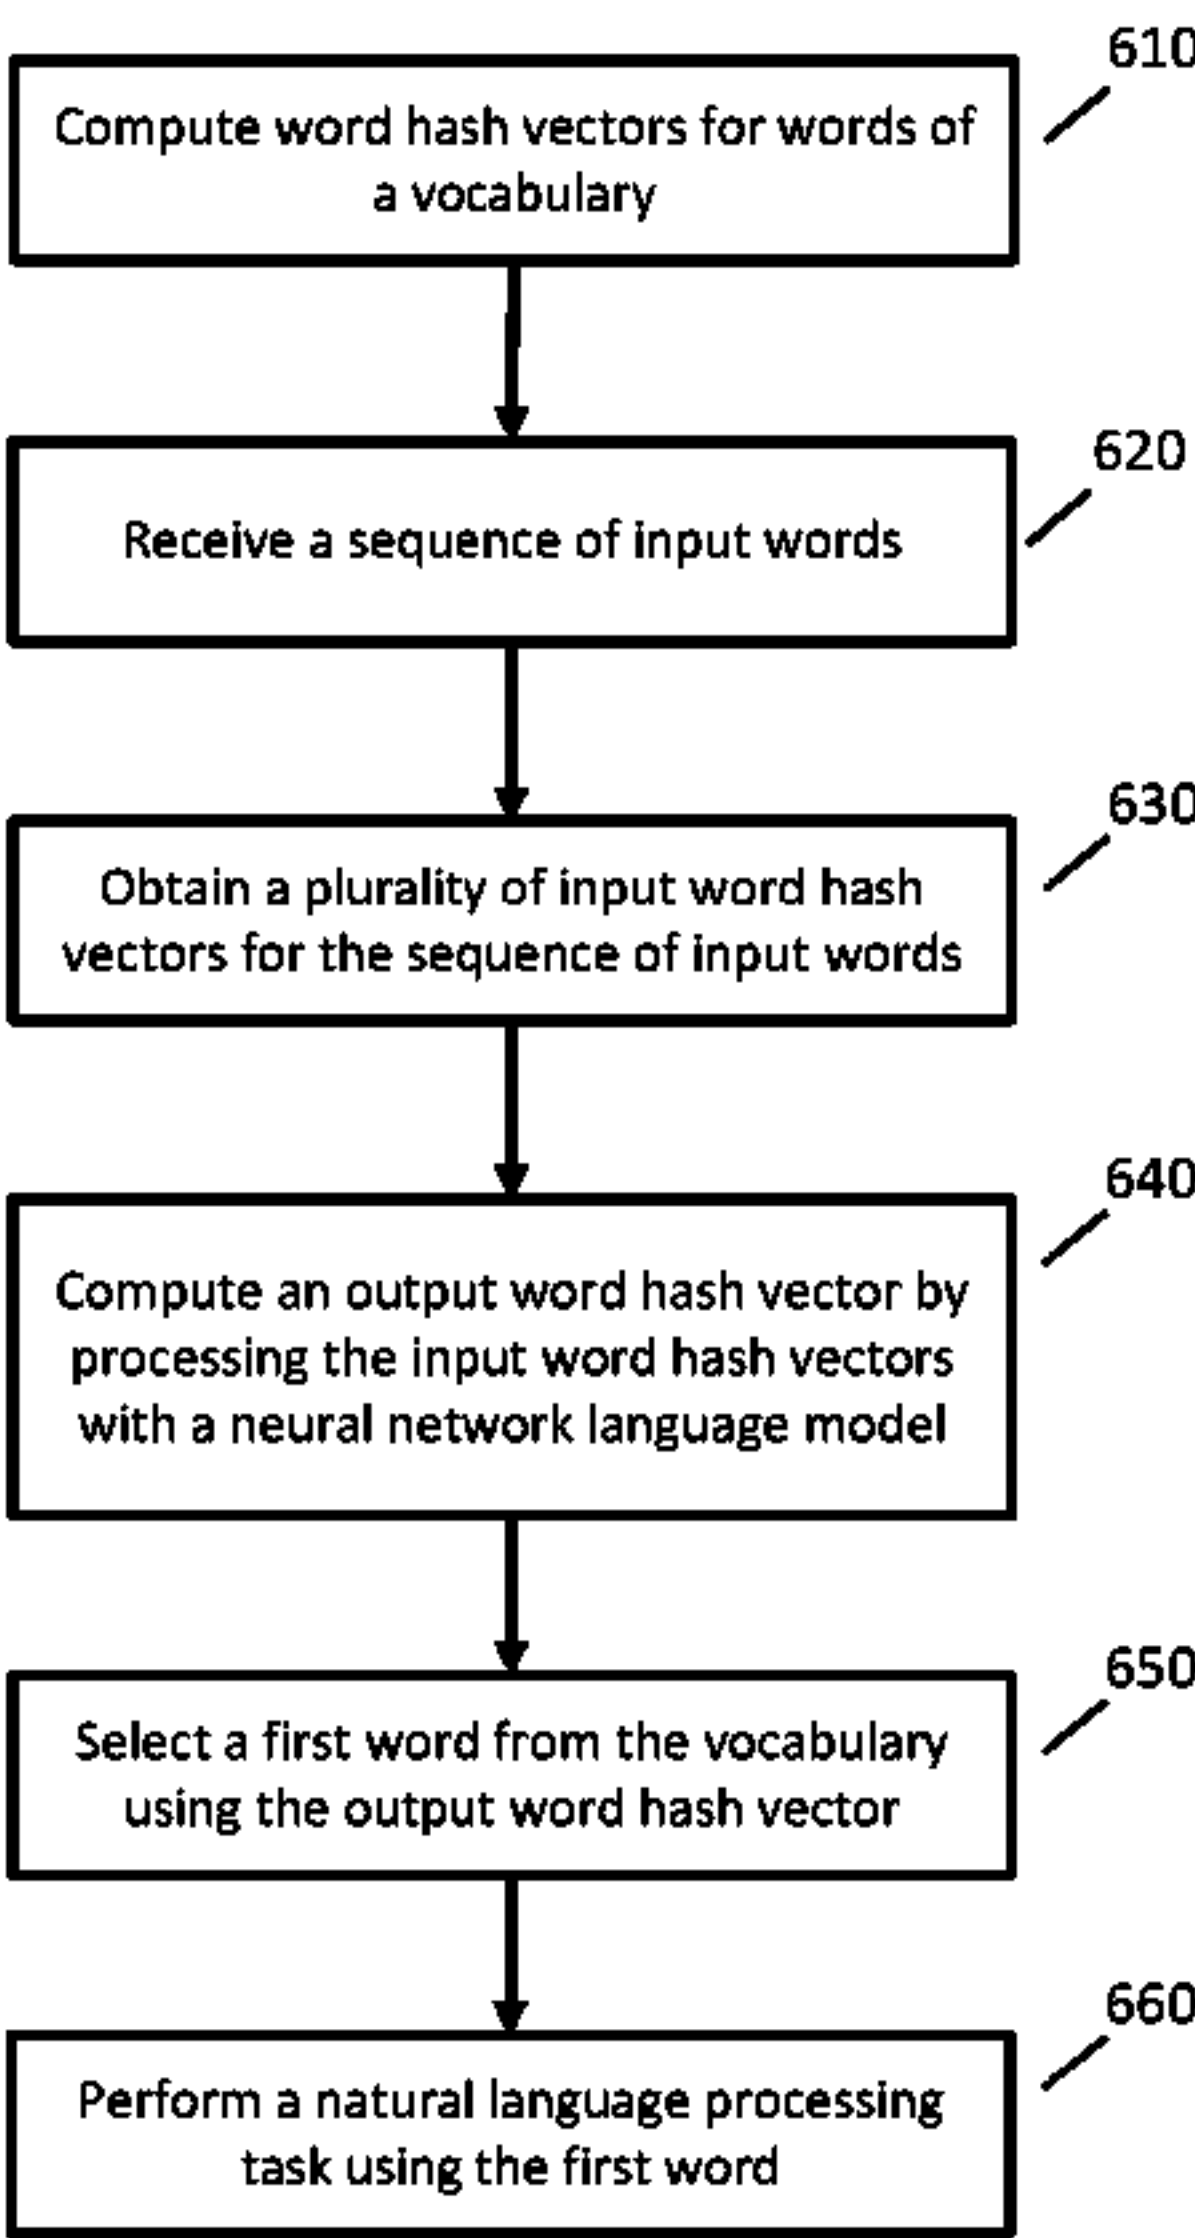 610
Compute word hash vectors for words of
a vocabulary
620
Receive a sequence of input words
630
Obtain a plurality of input word hash
vectors for the sequence of input words
640
Compute an output word hash vector by
processing the input word hash vectors
with a neural network language model
650
Select a first word from the vocabulary
using the output word hash vector
660
Perform a natural language processing
task using the first word